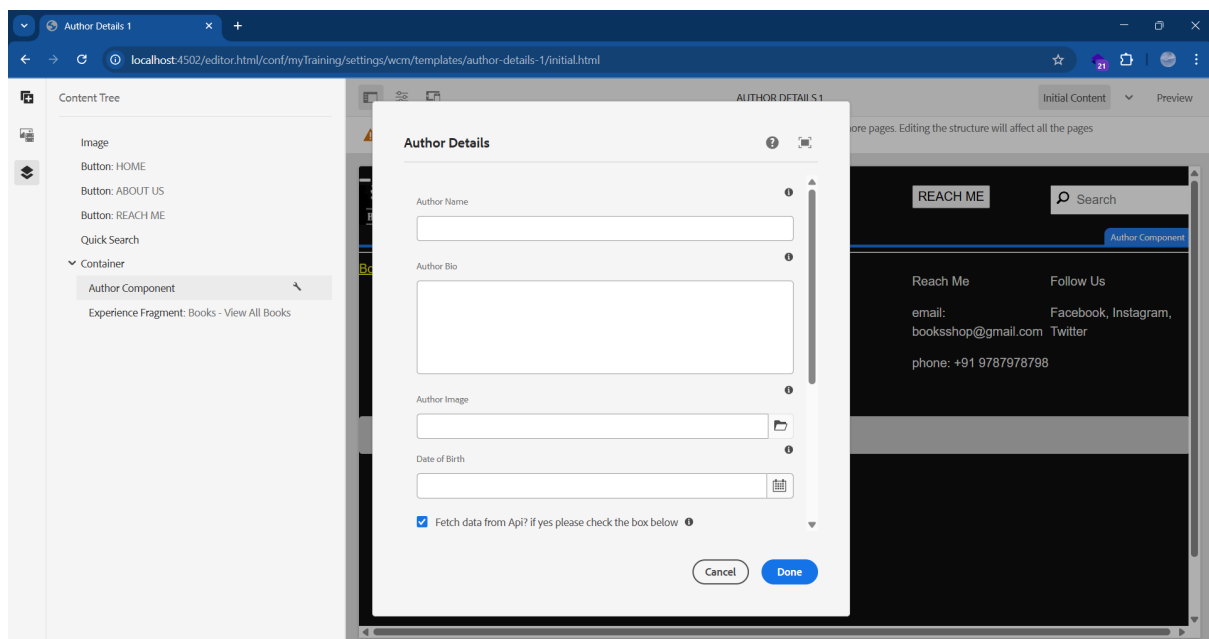 Author Details 1
localhost:4502/editor.html/conf/myTraining/settings/wcm/templates/author-details-1/initial.html
21
Content Tree
AUTHOR DETAILS 1
Initial Content
Preview
ore pages. Editing the structure will affect all the pages
Image
Button: HOME
Button: ABOUT US
Button: REACH ME
Quick Search
Container
Author Component
Experience Fragment: Books - View All Books
Author Details
Author Name
Author Bio
Author Image
Date of Birth
Fetch data from Api? if yes please check the box below
Cancel
Done
REACH ME
Search
Author Component
Bo
Reach Me
Follow Us
email:
booksshop@gmail.com
Facebook, Instagram,
Twitter
phone: +91 9787978798